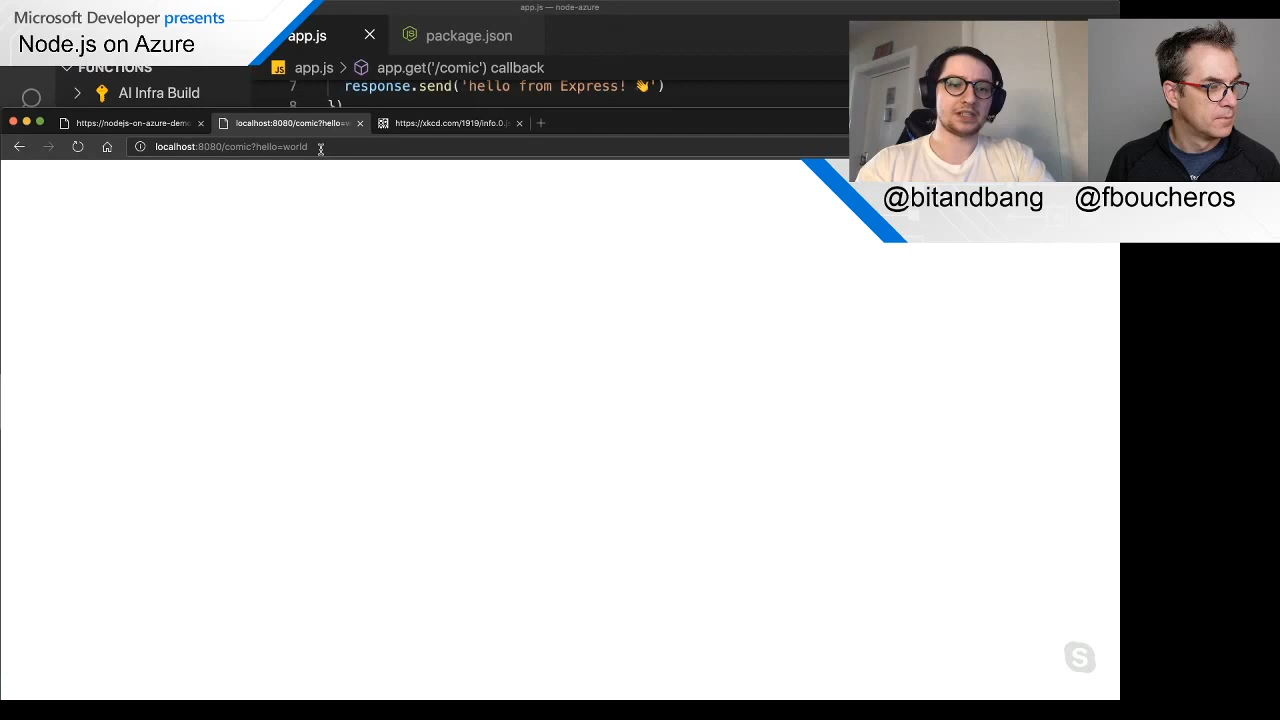 app.js — node-azure
Microsoft Developer presents
Node.js on Azure
app.js
package.json
FUNCTIONS
app.js > app.get('/comic') callback
AI Infra Build
7 response.send('hello from Express! 👋')
8 })
https://nodejs-on-azure-demo
localhost:8080/comic?hello=w
https://xkcd.com/1919/info.0.js
localhost:8080/comic?hello=world
@bitandbang
@fboucheros
S